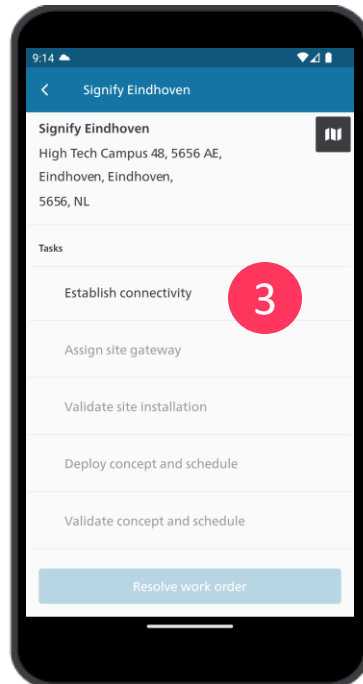 9:14
Signify Eindhoven
Signify Eindhoven
High Tech Campus 48, 5656 AE,
Eindhoven, Eindhoven,
5656, NL
Tasks
Establish connectivity
3
Assign site gateway
Validate site installation
Deploy concept and schedule
Validate concept and schedule
Resolve work order